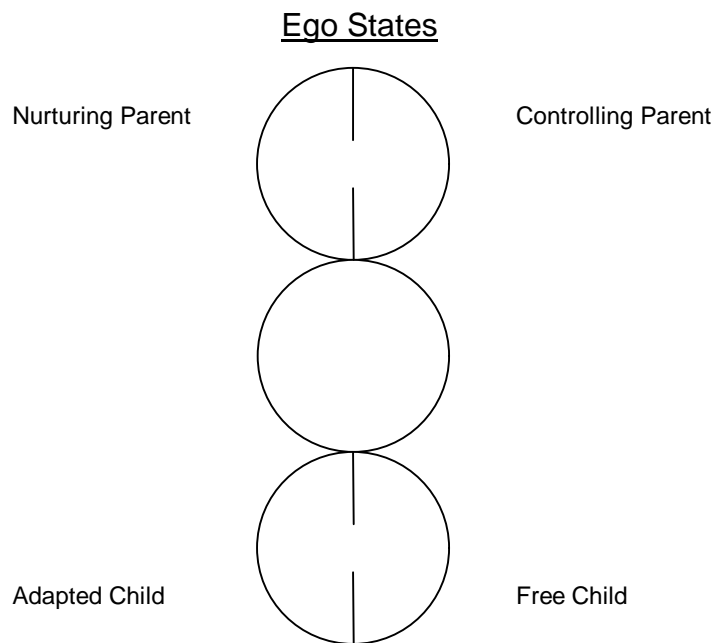 Ego States
Nurturing Parent
Controlling Parent
Adapted Child
Free Child